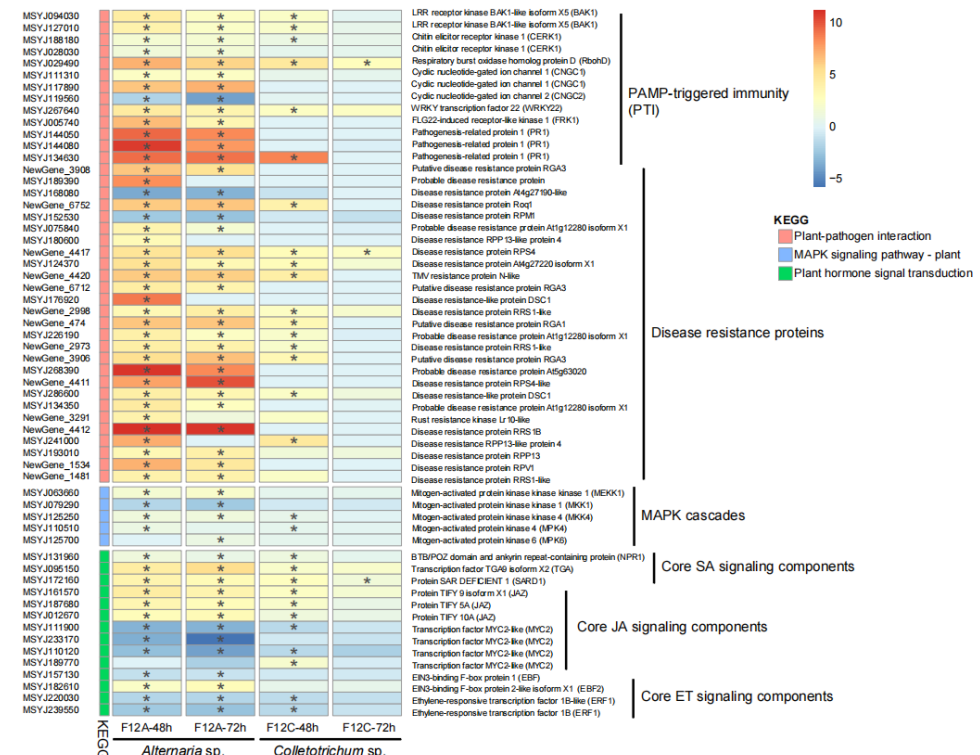 MSYJ094030 * * * LRR receptor kinase BAK1-like isoform X5 (BAK1)
MSYJ127010 * * * LRR receptor kinase BAK1-like isoform X5 (BAK1)
MSYJ188180 * * * Chitin elicitor receptor kinase 1 (CERK1)
MSYJ028030 * * Chitin elicitor receptor kinase 1 (CERK1)
MSYJ029490 * * * * Respiratory burst oxidase homolog protein D (RbohD)
MSYJ111310 * * Cyclic nucleotide-gated ion channel 1 (CNGC1)
MSYJ117890 * * Cyclic nucleotide-gated ion channel 1 (CNGC1)
MSYJ119560 * * Cyclic nucleotide-gated ion channel 2 (CNGC2)
MSYJ267640 * * * WRKY transcription factor 22 (WRKY22)
MSYJ005740 * * FLG22-induced receptor-like kinase 1 (FRK1)
MSYJ144050 * * Pathogenesis-related protein 1 (PR1)
MSYJ144080 * * Pathogenesis-related protein 1 (PR1)
MSYJ134630 * * * Pathogenesis-related protein 1 (PR1)
PAMP-triggered immunity
(PTI)
NewGene_3908 * * Putative disease resistance protein RGA3
MSYJ189390 * Probable disease resistance protein
MSYJ168080 * * Disease resistance protein At4g27190-like
NewGene_6752 * * * Disease resistance protein Roq1
MSYJ152530 * * Disease resistance protein RPM1
MSYJ075840 * * Probable disease resistance protein At1g12280 isoform X1
MSYJ180600 * Disease resistance RPP13-like protein 4
NewGene_4417 * * * * Disease resistance protein RPS4
MSYJ124370 * * * Disease resistance protein At4g27220 isoform X1
NewGene_4420 * * * TMV resistance protein N-like
NewGene_6712 * * Putative disease resistance protein RGA3
MSYJ176920 * Disease resistance-like protein DSC1
NewGene_2998 * * * Disease resistance protein RRS1-like
NewGene_474 * * * Putative disease resistance protein RGA1
MSYJ226190 * * * Probable disease resistance protein At1g12280 isoform X1
NewGene_2973 * * * Disease resistance protein RRS1-like
NewGene_3906 * * * Putative disease resistance protein RGA3
MSYJ268390 * * Probable disease resistance protein At5g63020
NewGene_4411 * * Disease resistance protein RPS4-like
MSYJ286600 * * * Disease resistance-like protein DSC1
MSYJ134350 * * Probable disease resistance protein At1g12280 isoform X1
NewGene_3291 * Rust resistance kinase Lr10-like
NewGene_4412 * * Disease resistance protein RRS1B
MSYJ241000 * * Disease resistance RPP13-like protein 4
MSYJ193010 * * Disease resistance protein RPP13
NewGene_1534 * * Disease resistance protein RPV1
NewGene_1481 * * Disease resistance protein RRS1-like
Disease resistance proteins
MSYJ063660 * * Mitogen-activated protein kinase kinase kinase 1 (MEKK1)
MSYJ079290 * * Mitogen-activated protein kinase kinase 1 (MKK1)
MSYJ125250 * * * Mitogen-activated protein kinase kinase 4 (MKK4)
MSYJ110510 * * Mitogen-activated protein kinase 4 (MPK4)
MSYJ125700 * Mitogen-activated protein kinase 6 (MPK6)
MAPK cascades
MSYJ131960 * * * BTB/POZ domain and ankyrin repeat-containing protein (NPR1)
MSYJ095150 * * * Transcription factor TGA9 isoform X2 (TGA)
MSYJ172160 * * * * Protein SAR DEFICIENT 1 (SARD1)
Core SA signaling components
MSYJ161570 * * * Protein TIFY 9 isoform X1 (JAZ)
MSYJ187680 * * * Protein TIFY 5A (JAZ)
MSYJ012670 * * * Protein TIFY 10A (JAZ)
MSYJ111900 * * * Transcription factor MYC2-like (MYC2)
MSYJ233170 * * Transcription factor MYC2-like (MYC2)
MSYJ110120 * * * Transcription factor MYC2-like (MYC2)
MSYJ189770 * Transcription factor MYC2-like (MYC2)
Core JA signaling components
MSYJ157130 * * EIN3-binding F-box protein 1 (EBF)
MSYJ182610 * * EIN3-binding F-box protein 2-like isoform X1 (EBF2)
MSYJ220030 * * * Ethylene-responsive transcription factor 1B-like (ERF1)
MSYJ239550 * * * Ethylene-responsive transcription factor 1B (ERF1)
Core ET signaling components
KEGG F12A-48h F12A-72h F12C-48h F12C-72h
Alternaria sp. Colletotrichum sp.
10
5
0
−5
KEGG
Plant-pathogen interaction
MAPK signaling pathway - plant
Plant hormone signal transduction